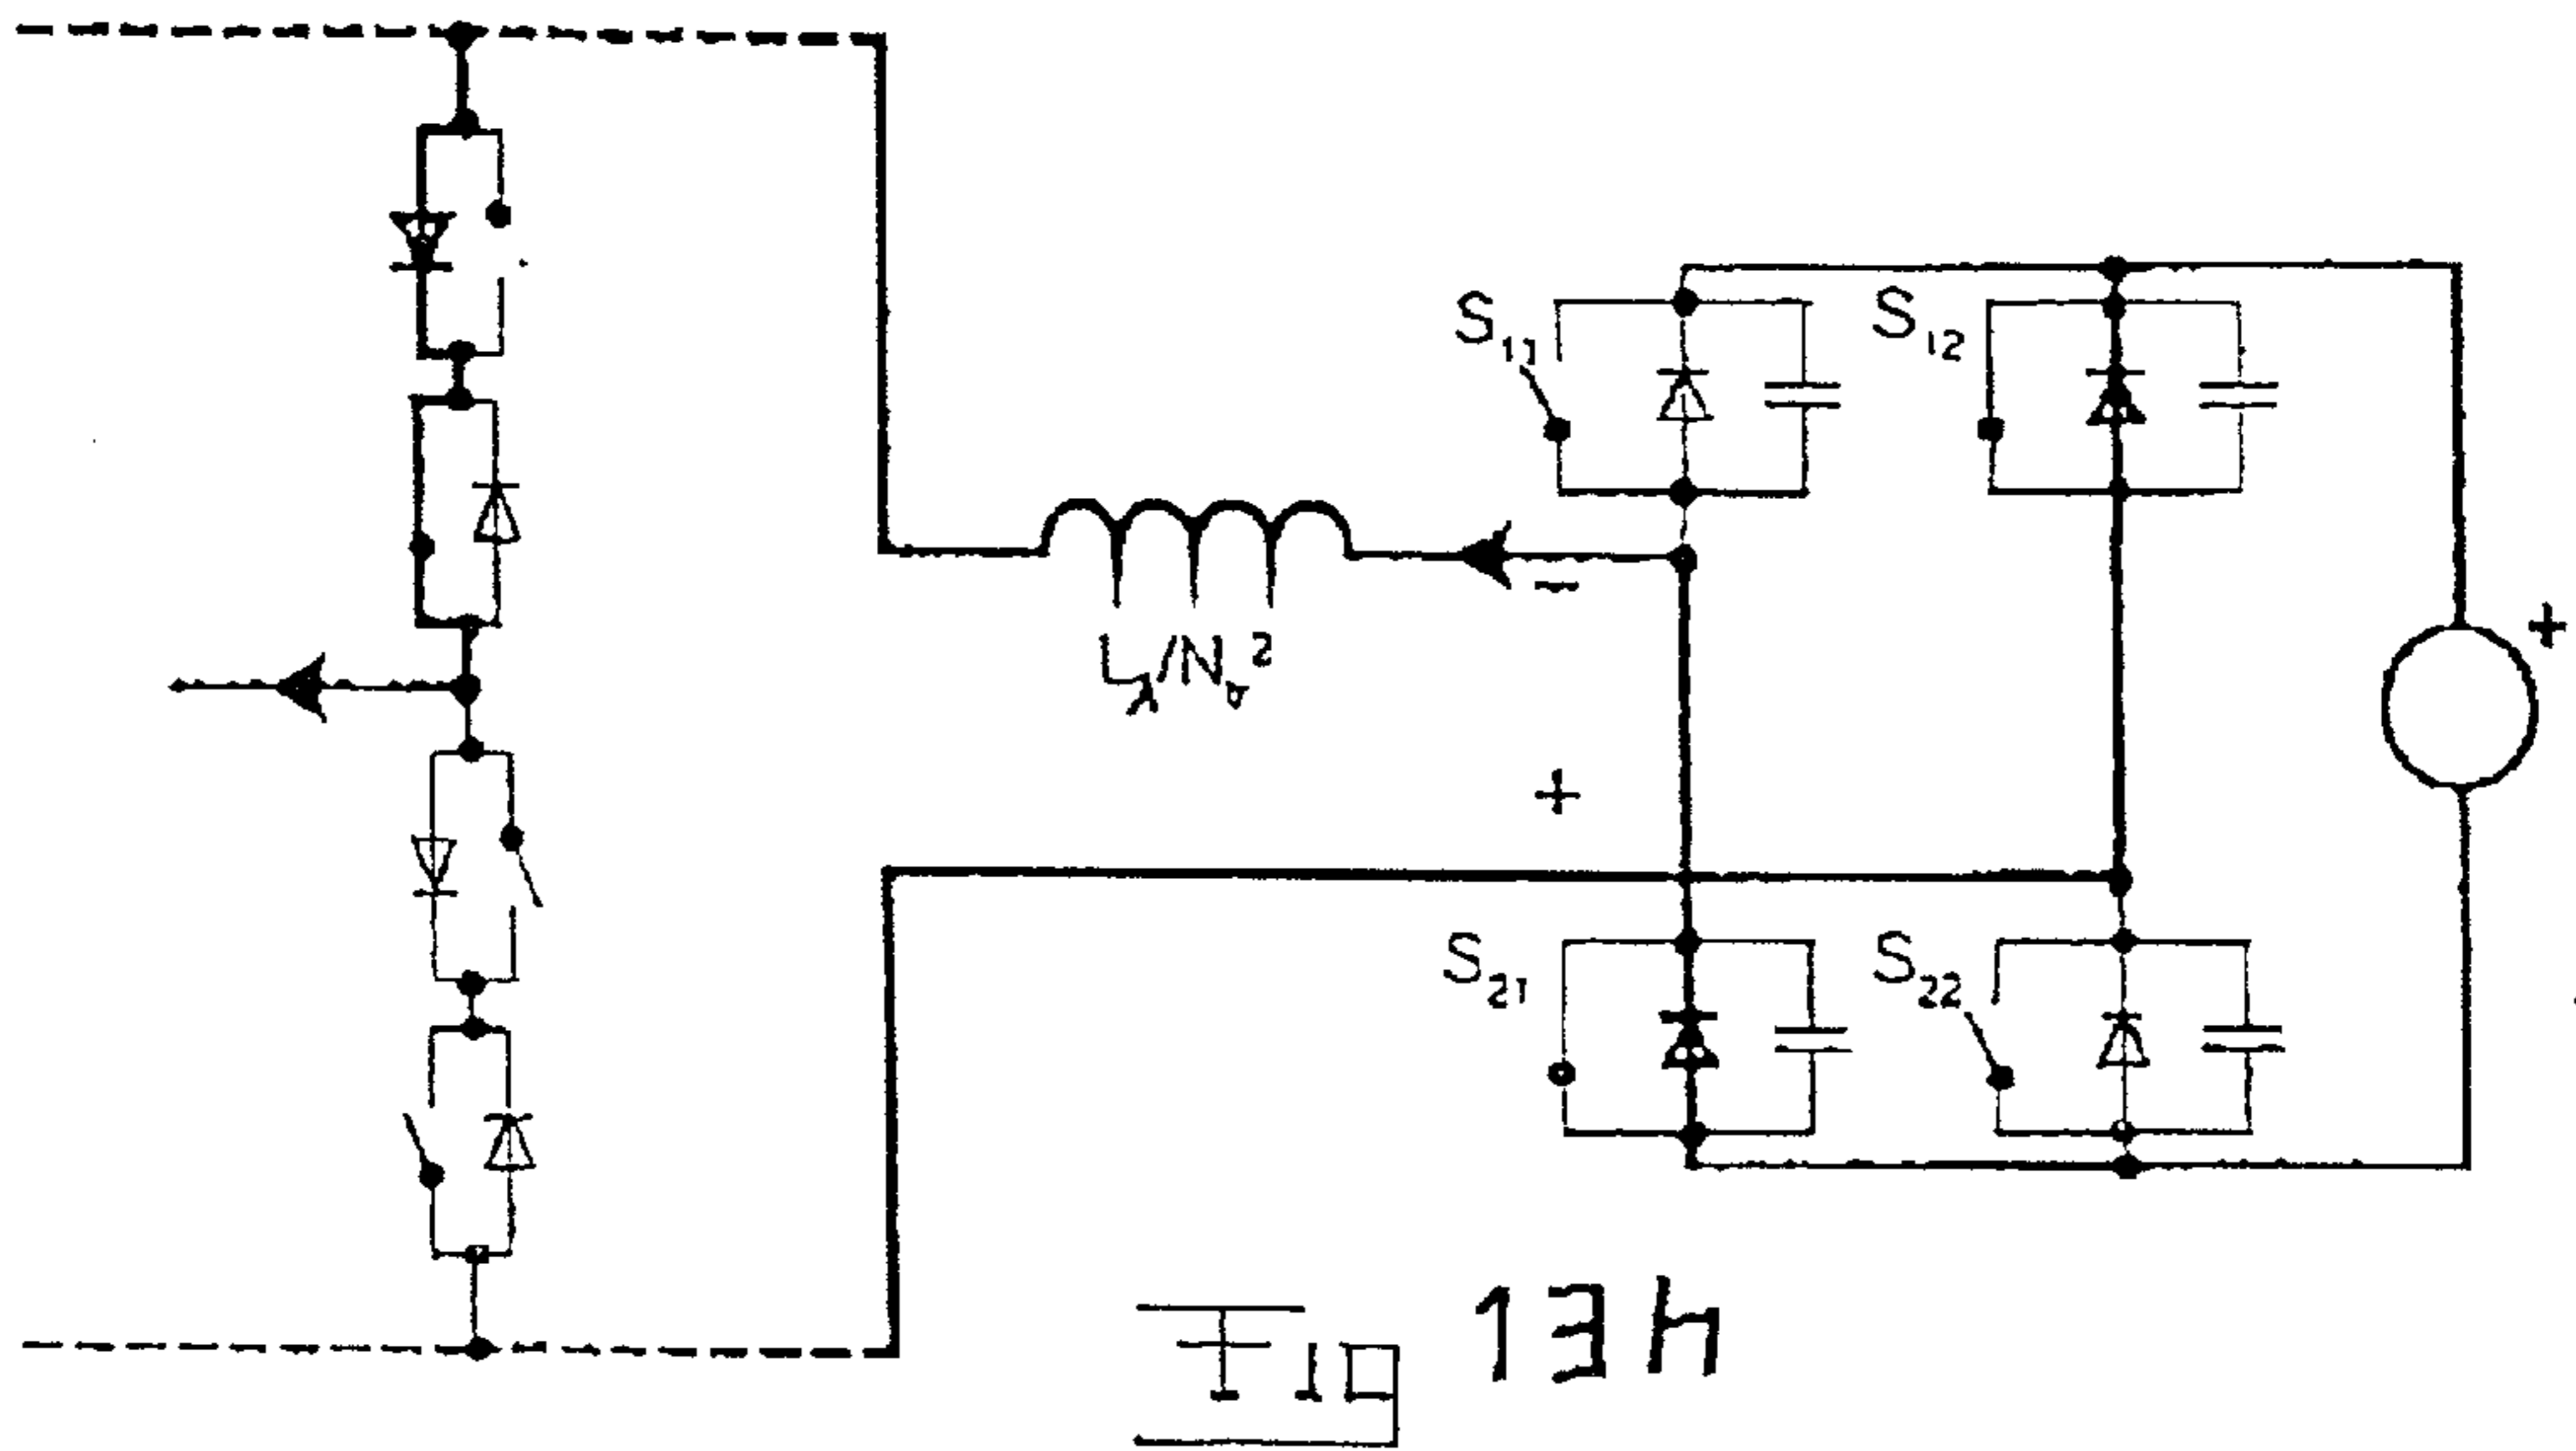 S₁₁
S₁₂
−
+
Lλ/Nσ²
+
S₂₁
S₂₂
Fig 13h